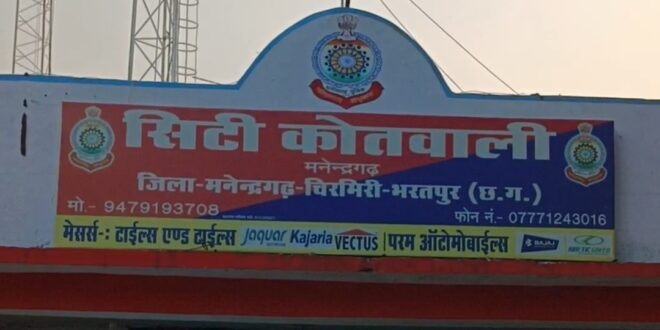 सिटी कोतवाली
मनेन्द्रगढ़
जिला-मनेन्द्रगढ़-चिरमिरी-भरतपुर (छ.ग.)
मो.- 9479193708
फोन नं.- 07771243016
मेसर्स-: टाईल्स एण्ड टाईल्स Jaquar Kajaria VECTUS परम ऑटोमोबाईल्स BAJAJ